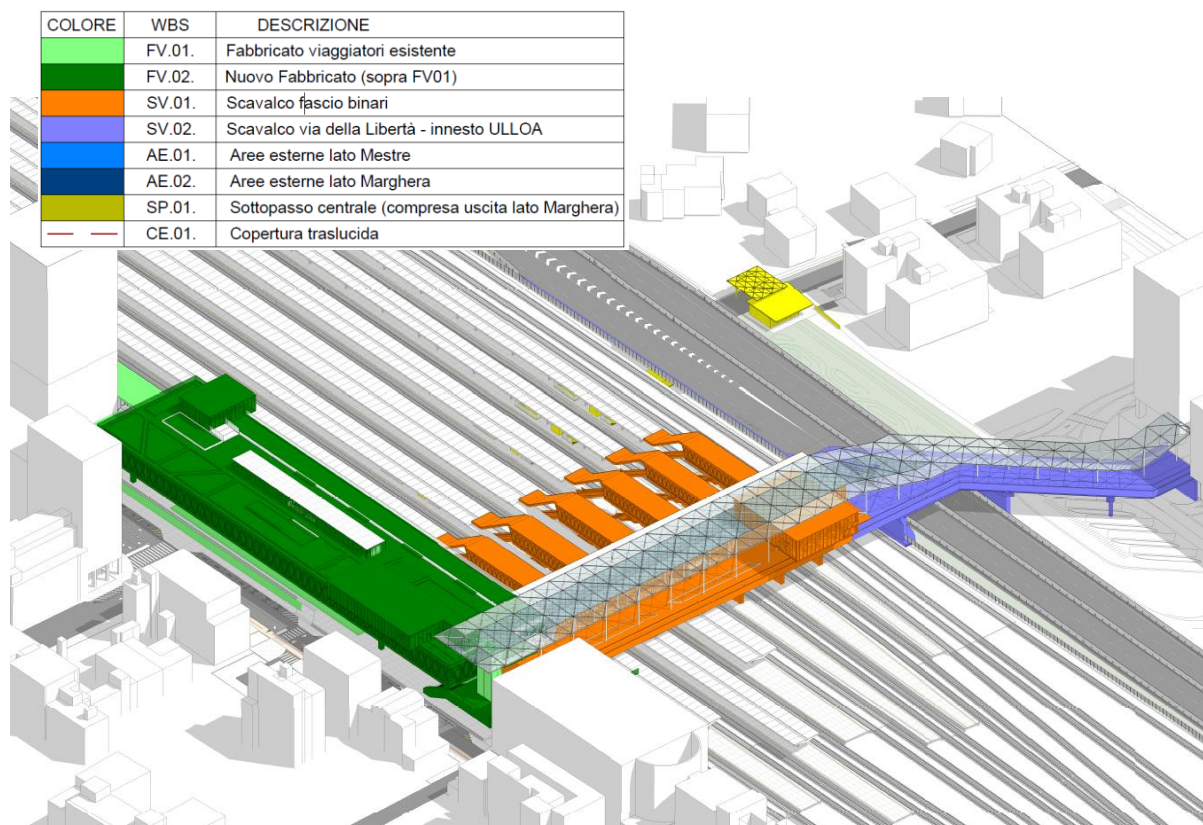 COLORE WBS DESCRIZIONE
FV.01. Fabbricato viaggiatori esistente
FV.02. Nuovo Fabbricato (sopra FV01)
SV.01. Scavalco fascio binari
SV.02. Scavalco via della Libertà - innesto ULLOA
AE.01. Aree esterne lato Mestre
AE.02. Aree esterne lato Marghera
SP.01. Sottopasso centrale (compresa uscita lato Marghera)
CE.01. Copertura traslucida